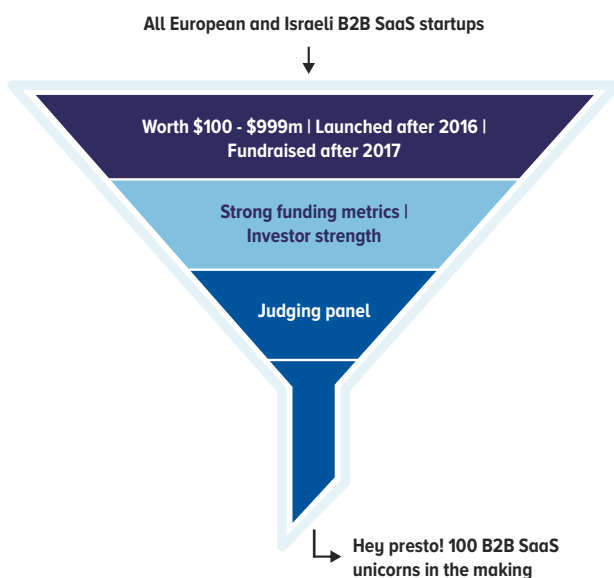 All European and Israeli B2B SaaS startups
Worth $100 - $999m | Launched after 2016 |
Fundraised after 2017
Strong funding metrics |
Investor strength
Judging panel
Hey presto! 100 B2B SaaS
unicorns in the making